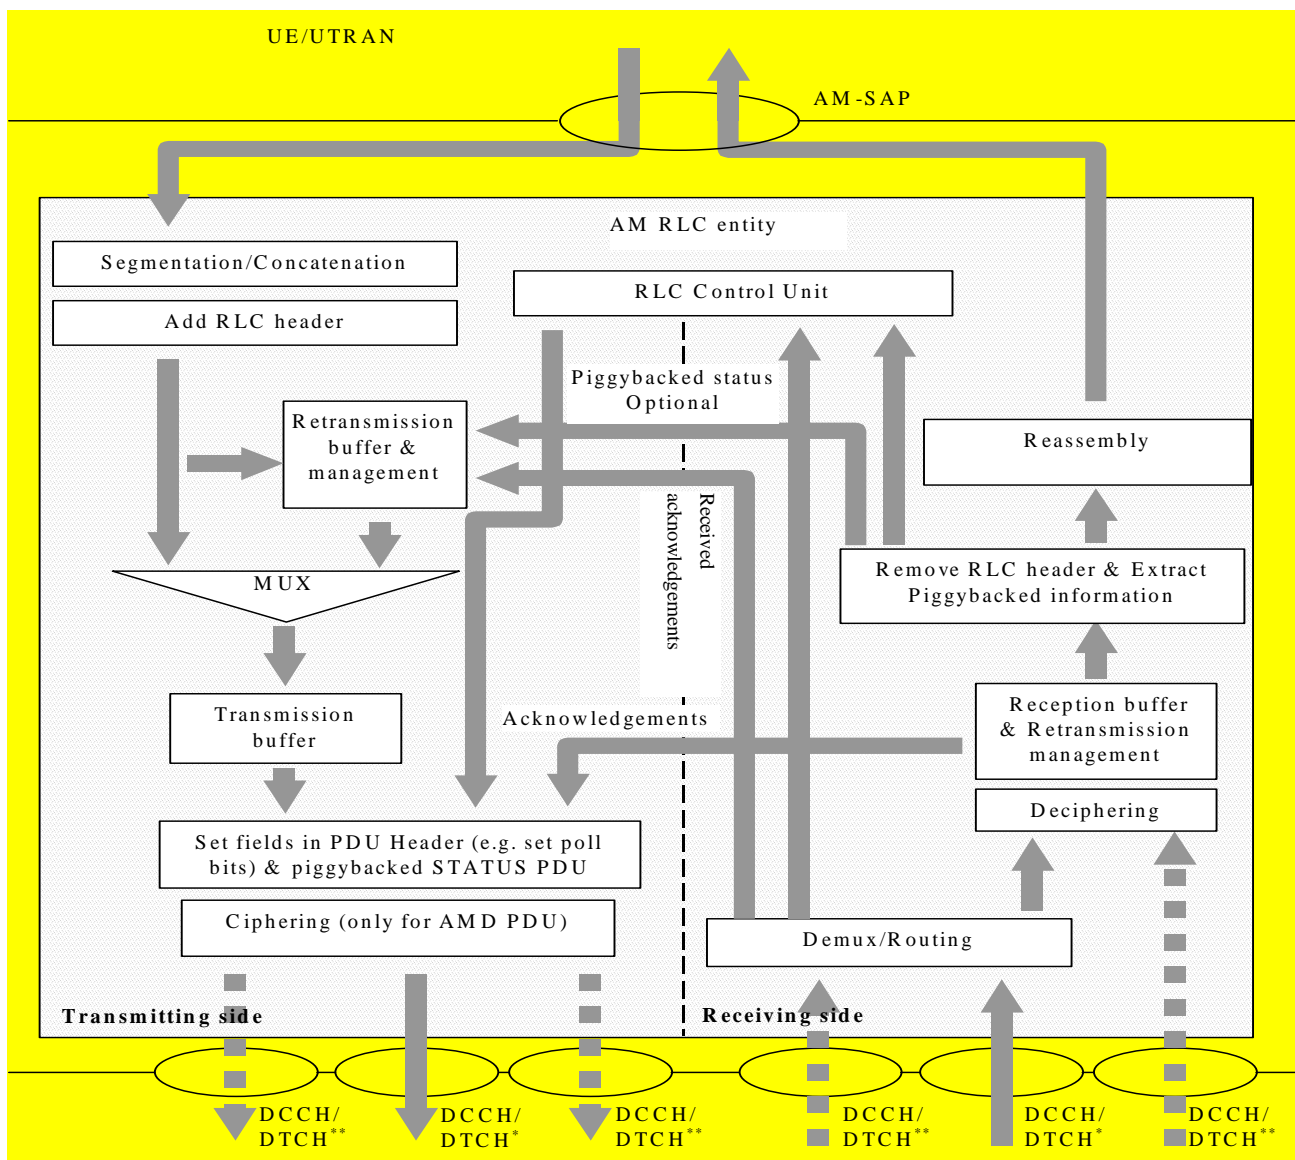 UE/UTRAN
AM-SAP
AM RLC entity
Segmentation/Concatenation
RLC Control Unit
Add RLC header
Piggybacked status
Optional
Retransmission
buffer &
management
Reassembly
Received
acknowledgements
MUX
Remove RLC header & Extract
Piggybacked information
Transmission
buffer
Acknowledgements
Reception buffer
& Retransmission
management
Deciphering
Set fields in PDU Header (e.g. set poll
bits) & piggybacked STATUS PDU
Ciphering (only for AMD PDU)
Demux/Routing
Transmitting side
Receiving side
DCCH/
DTCH**
DCCH/
DTCH*
DCCH/
DTCH**
DCCH/
DTCH**
DCCH/
DTCH*
DCCH/
DTCH**